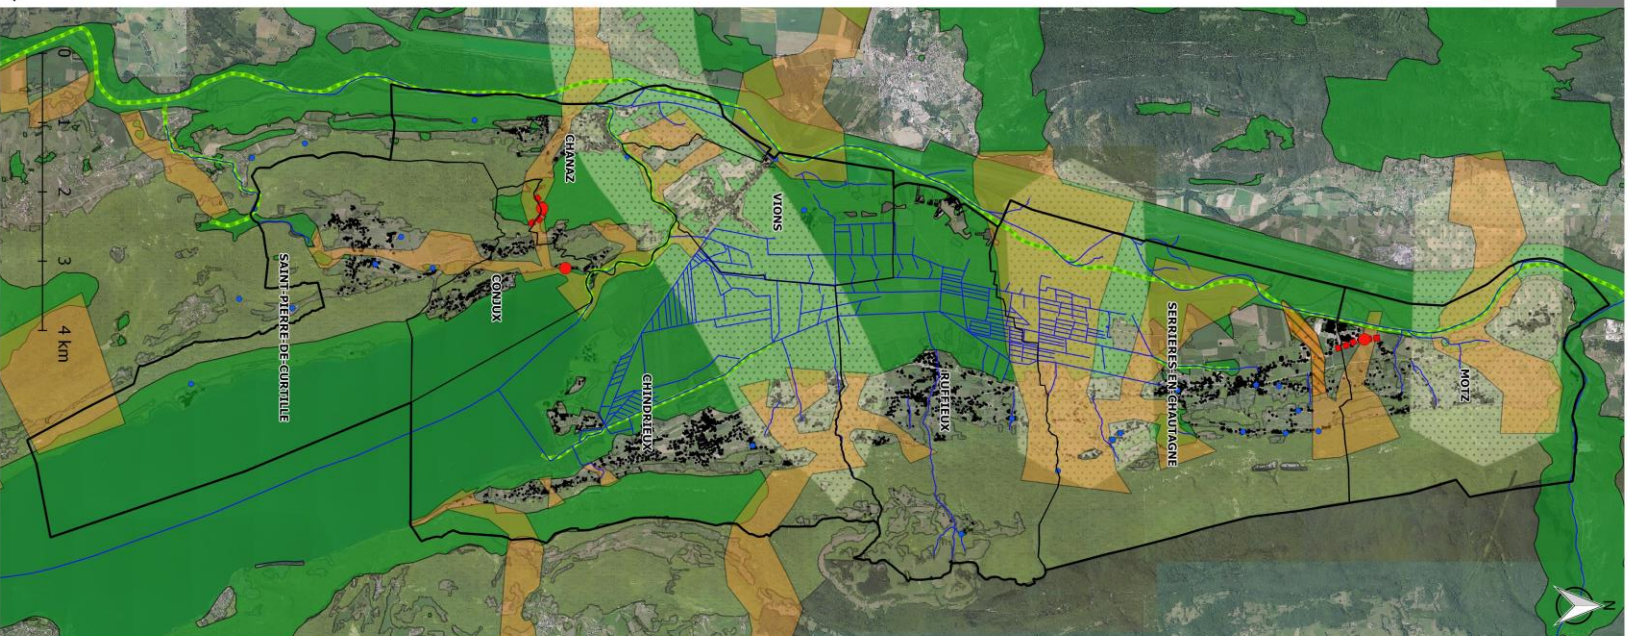 CHANAZ
VIONS
CONJUX
SAINT-PIERRE-DE-CURTILLE
CHINDRIEUX
RUFFIEUX
SERRIERES-EN-CHAUTAGNE
MOTZ
0
1
2
3
4 km
N